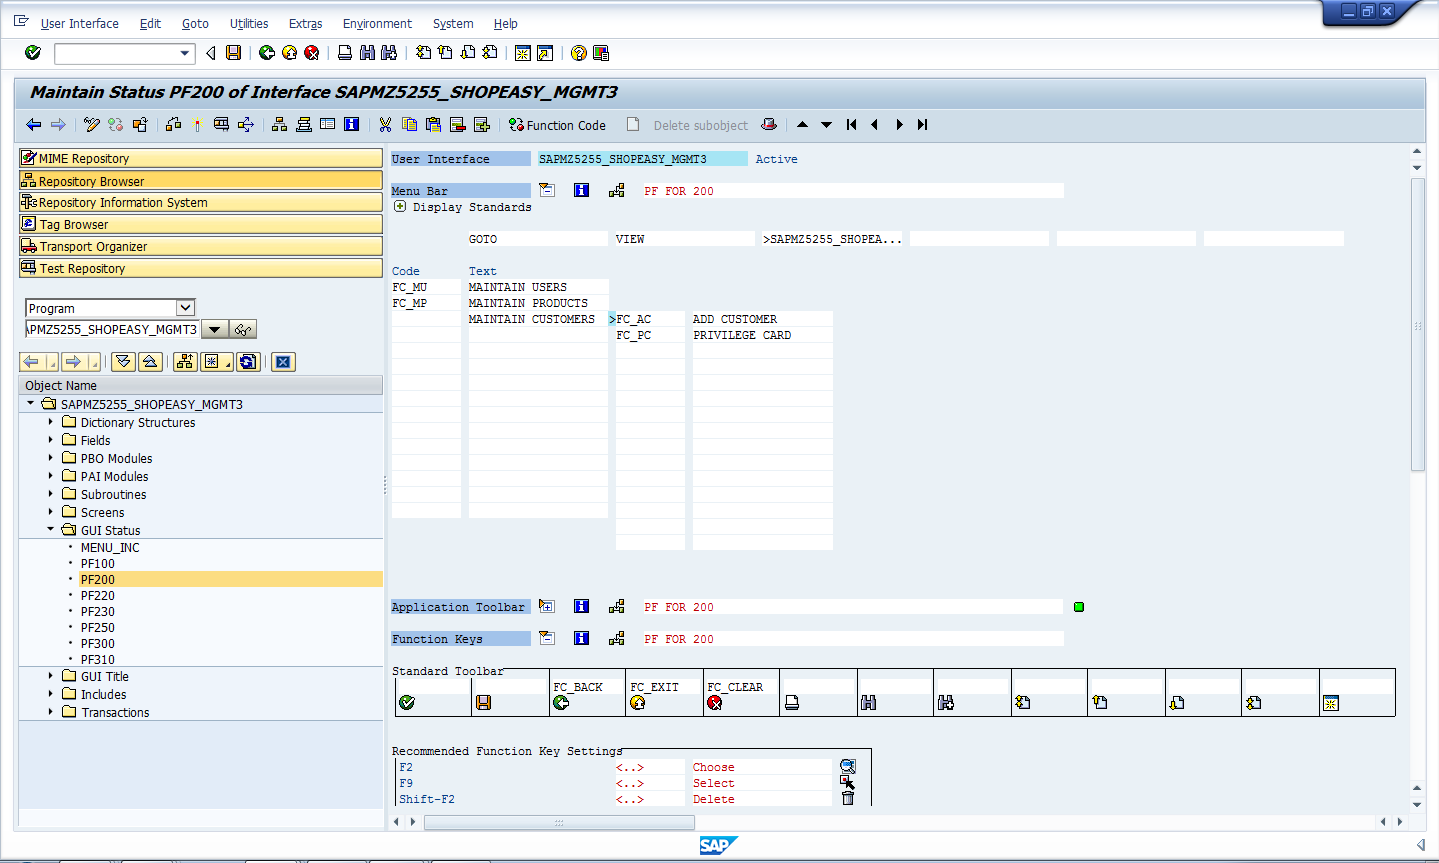 User Interface Edit Goto Utilities Extras Environment System Help
Maintain Status PF200 of Interface SAPMZ5255_SHOPEASY_MGMT3
Function Code Delete subobject
MIME Repository
Repository Browser
Repository Information System
Tag Browser
Transport Organizer
Test Repository
Program
APMZ5255_SHOPEASY_MGMT3
Object Name
SAPMZ5255_SHOPEASY_MGMT3
Dictionary Structures
Fields
PBO Modules
PAI Modules
Subroutines
Screens
GUI Status
MENU_INC
PF100
PF200
PF220
PF230
PF250
PF300
PF310
GUI Title
Includes
Transactions
User Interface SAPMZ5255_SHOPEASY_MGMT3 Active
Menu Bar PF FOR 200
Display Standards
GOTO VIEW >SAPMZ5255_SHOPEA...
Code Text
FC_MU MAINTAIN USERS
FC_MP MAINTAIN PRODUCTS
MAINTAIN CUSTOMERS >FC_AC ADD CUSTOMER
FC_PC PRIVILEGE CARD
Application Toolbar PF FOR 200
Function Keys PF FOR 200
Standard Toolbar
FC_BACK FC_EXIT FC_CLEAR
Recommended Function Key Settings
F2 <..> Choose
F9 <..> Select
Shift-F2 <..> Delete
SAP